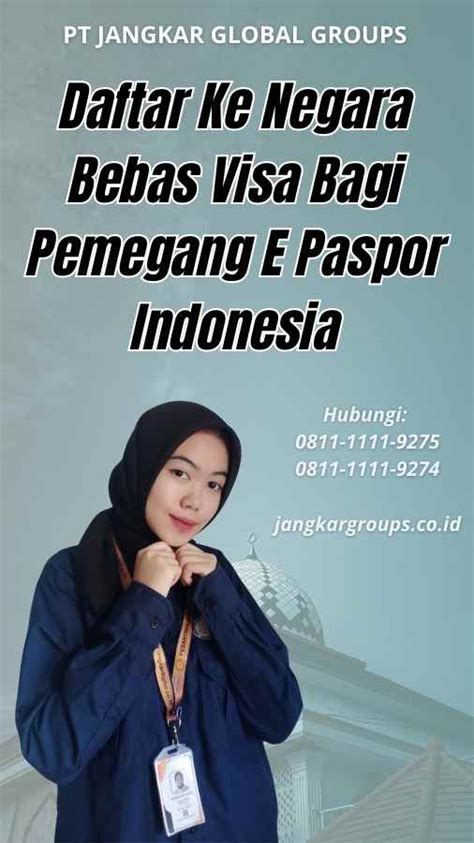 PT JANGKAR GLOBAL GROUPS
Daftar Ke Negara
Bebas Visa Bagi
Pemegang E Paspor
Indonesia
Hubungi:
0811-1111-9275
0811-1111-9274
jangkargroups.co.id